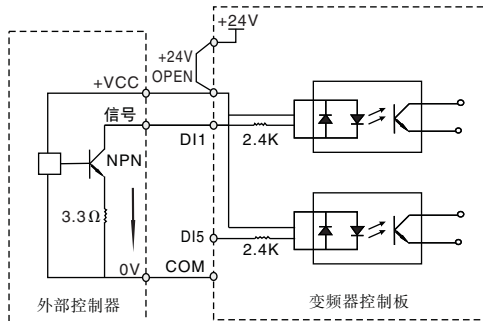 +24V
+24V
OPEN
+VCC
信号
DI1
2.4K
NPN
3.3Ω
DI5
2.4K
0V
COM
外部控制器
变频器控制板